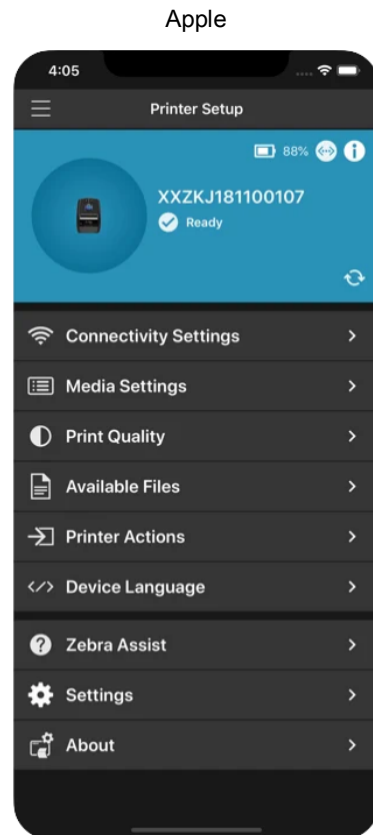 Apple
4:05
Printer Setup
88%
XXZKJ181100107
Ready
Connectivity Settings
Media Settings
Print Quality
Available Files
Printer Actions
Device Language
Zebra Assist
Settings
About